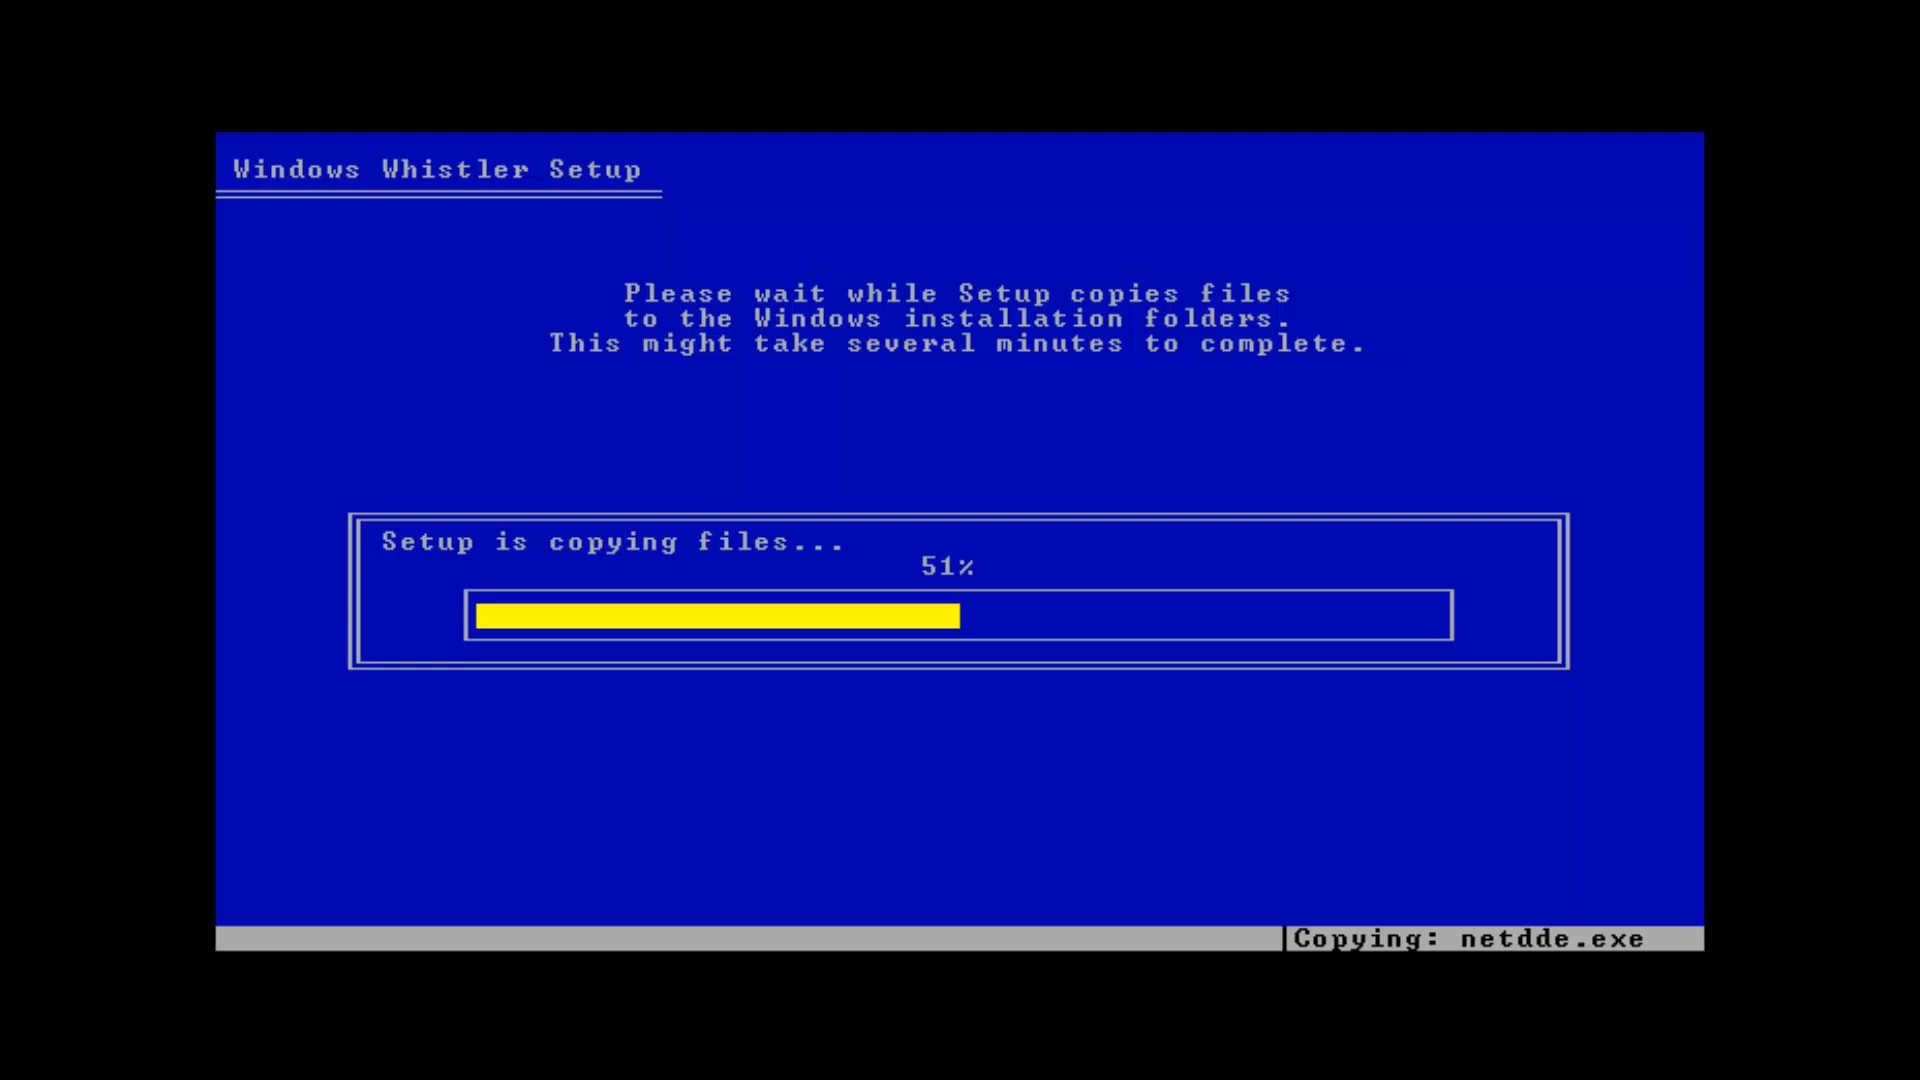 Windows Whistler Setup
Please wait while Setup copies files
to the Windows installation folders.
This might take several minutes to complete.
Setup is copying files...
51%
Copying: netdde.exe